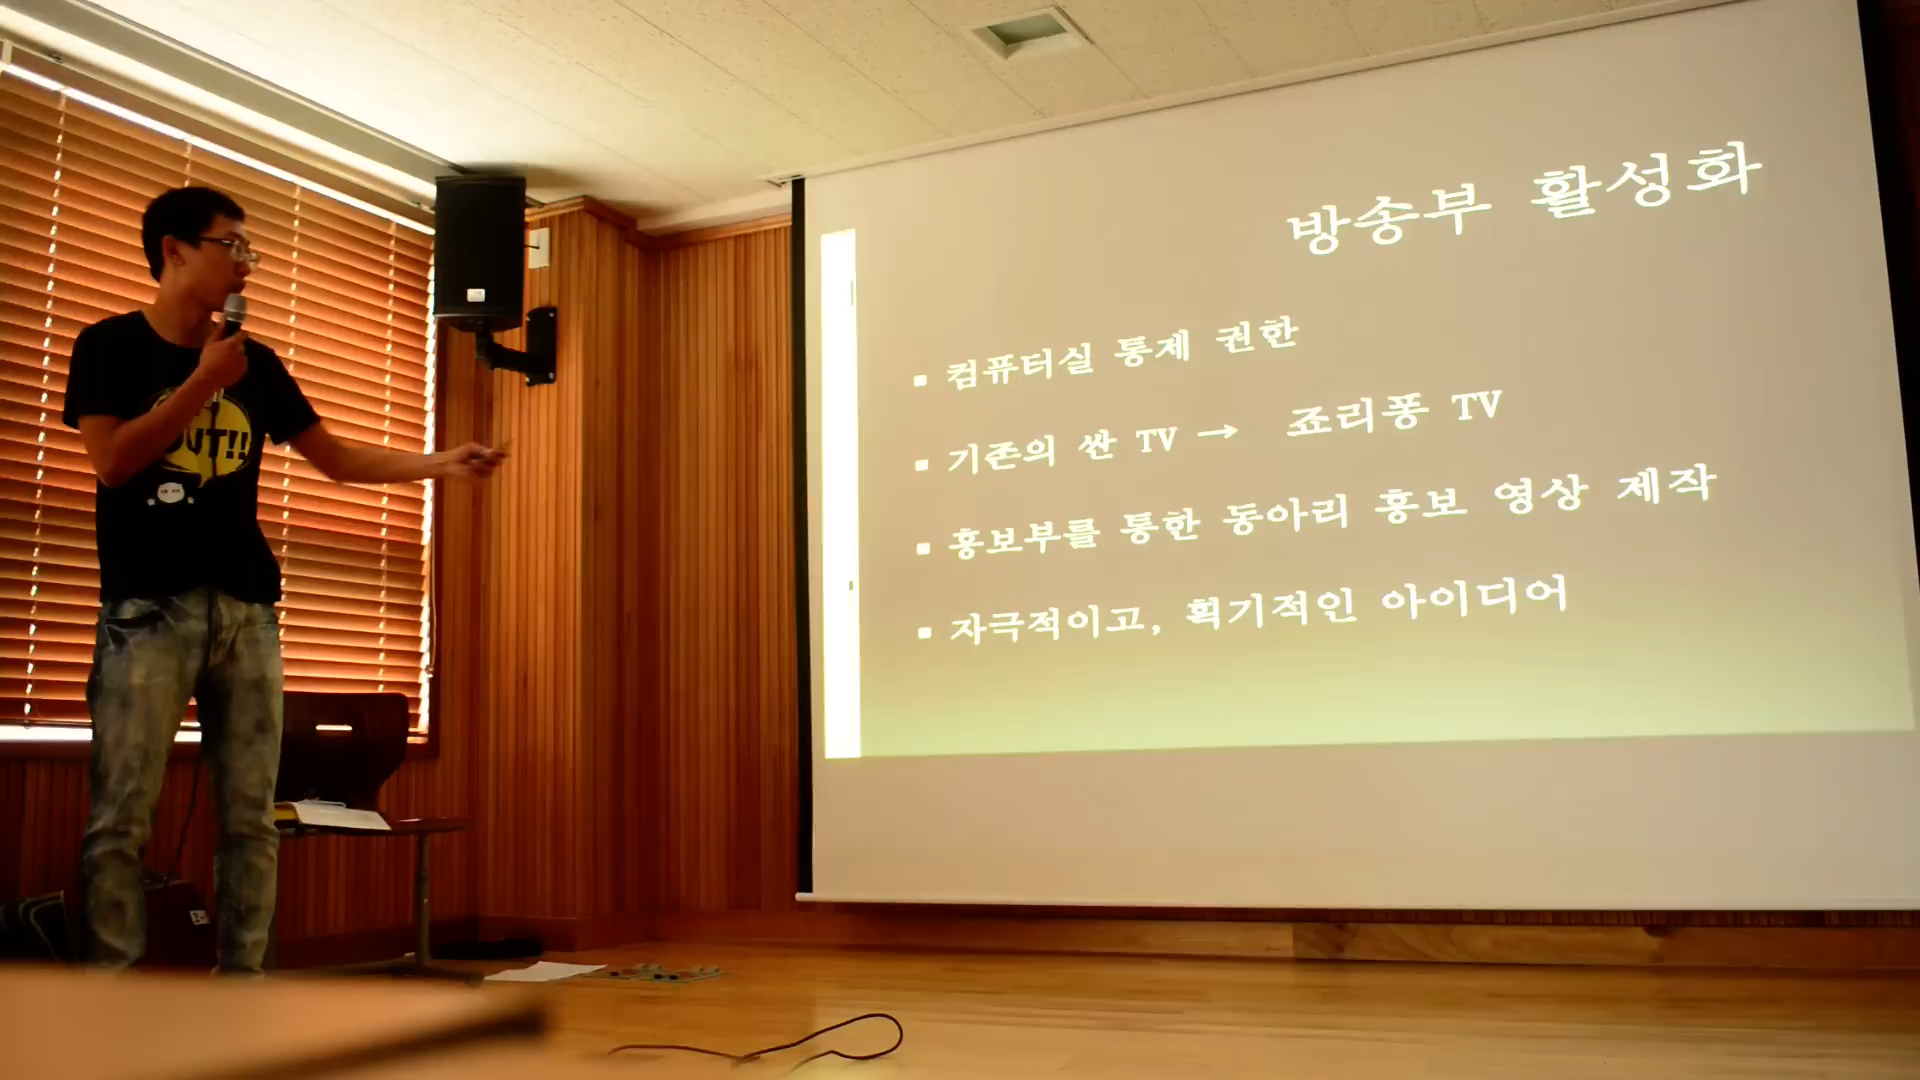 방송부 활성화
▪ 컴퓨터실 통제 권한
▪ 기존의 싼 TV → 죠리퐁 TV
▪ 홍보부를 통한 동아리 홍보 영상 제작
▪ 자극적이고, 획기적인 아이디어
OUT!!